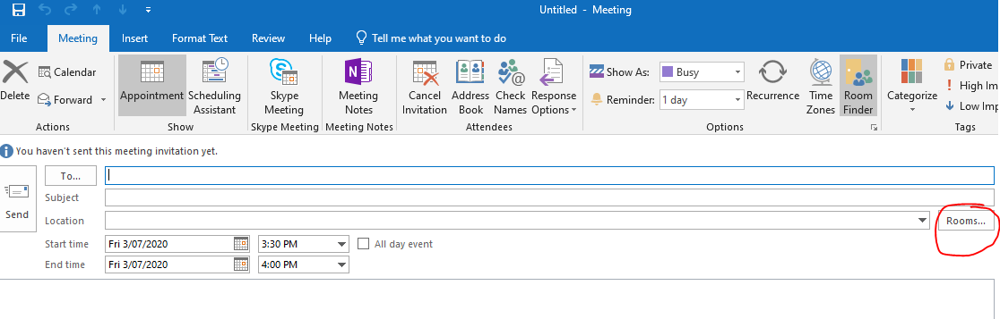 Untitled - Meeting
File Meeting Insert Format Text Review Help Tell me what you want to do
Delete
Calendar
Forward
Actions
Appointment
Scheduling
Assistant
Show
Skype
Meeting
Skype Meeting
Meeting
Notes
Meeting Notes
Cancel
Invitation
Address
Book
Check
Names
Response
Options
Attendees
Show As: Busy
Reminder: 1 day
Recurrence
Time
Zones
Room
Finder
Options
Categorize
Private
High Im
Low Imp
Tags
You haven't sent this meeting invitation yet.
Send
To...
Subject
Location Rooms...
Start time Fri 3/07/2020 3:30 PM All day event
End time Fri 3/07/2020 4:00 PM